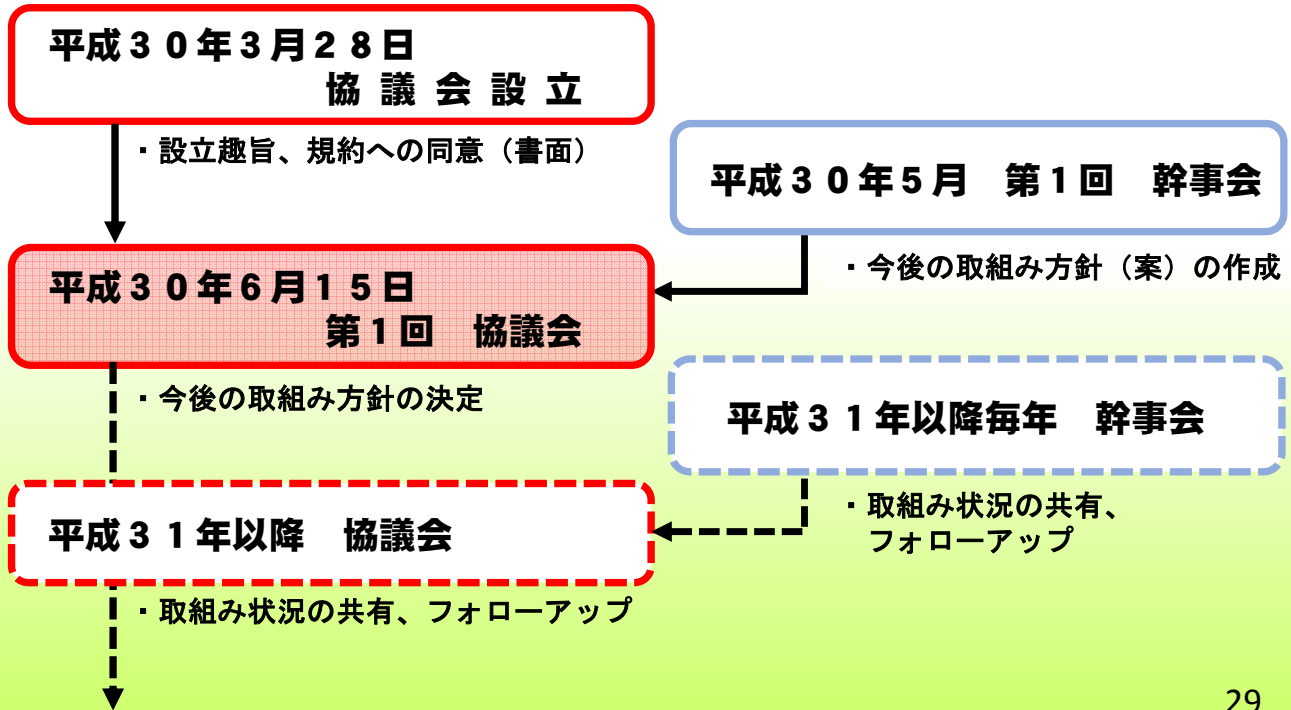 平成30年3月28日
協議会設立
・設立趣旨、規約への同意（書面）
平成30年5月　第1回　幹事会
・今後の取組み方針（案）の作成
平成30年6月15日
第1回　協議会
・今後の取組み方針の決定
平成31年以降毎年　幹事会
・取組み状況の共有、
フォローアップ
平成31年以降　協議会
・取組み状況の共有、フォローアップ
29